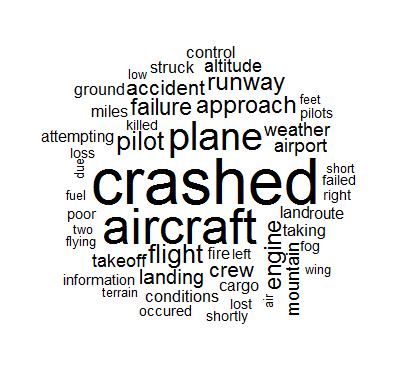 control
low struck altitude
ground accident runway
miles failure approach feet
killed pilots
attempting pilot plane weather
loss airport
due crashed short
failed
fuel right
poor aircraft land route
two taking
flying
takeoff flight fire left engine fog
information landing crew mountain wing
terrain conditions cargo air
occured lost
shortly